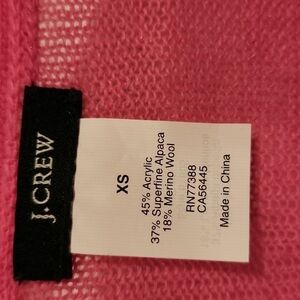 J.CREW
XS
45% Acrylic
37% Superfine Alpaca
18% Merino Wool
RN77388
CA56445
Made in China